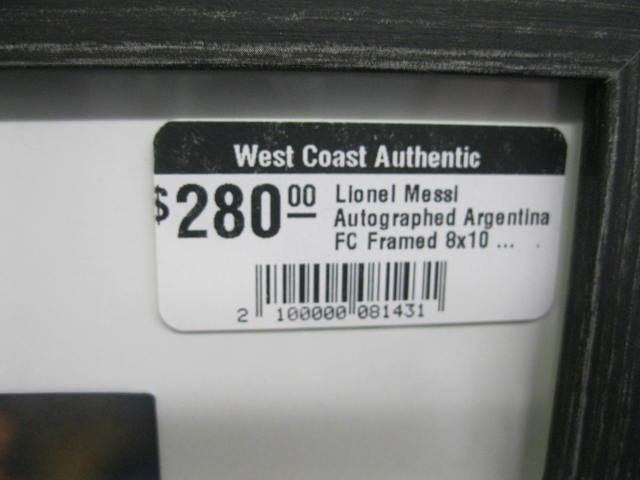 West Coast Authentic
$280.00 Lionel Messi
Autographed Argentina
FC Framed 8x10 ...
2 100000 081431